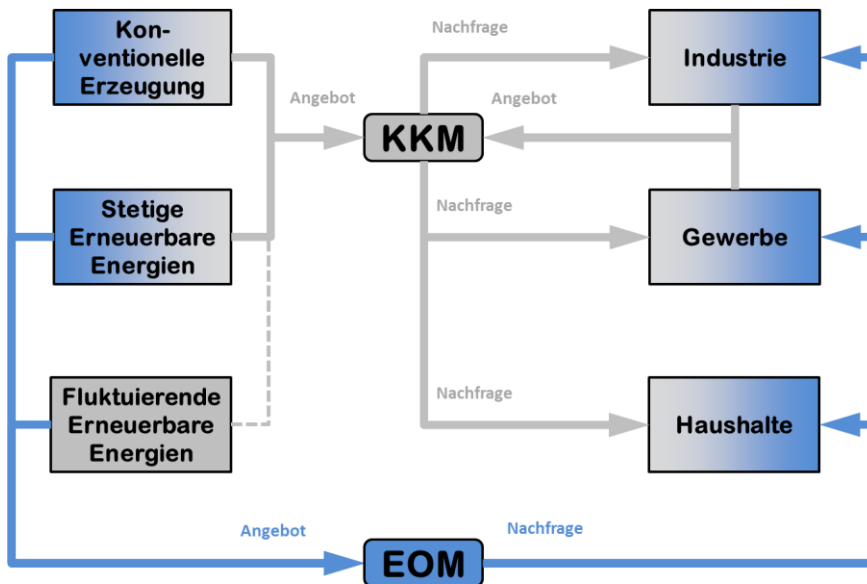 Kon-
ventionelle
Erzeugung
Nachfrage
Industrie
Angebot
Angebot
KKM
Stetige
Erneuerbare
Energien
Nachfrage
Gewerbe
Fluktuierende
Erneuerbare
Energien
Nachfrage
Haushalte
Angebot
EOM
Nachfrage